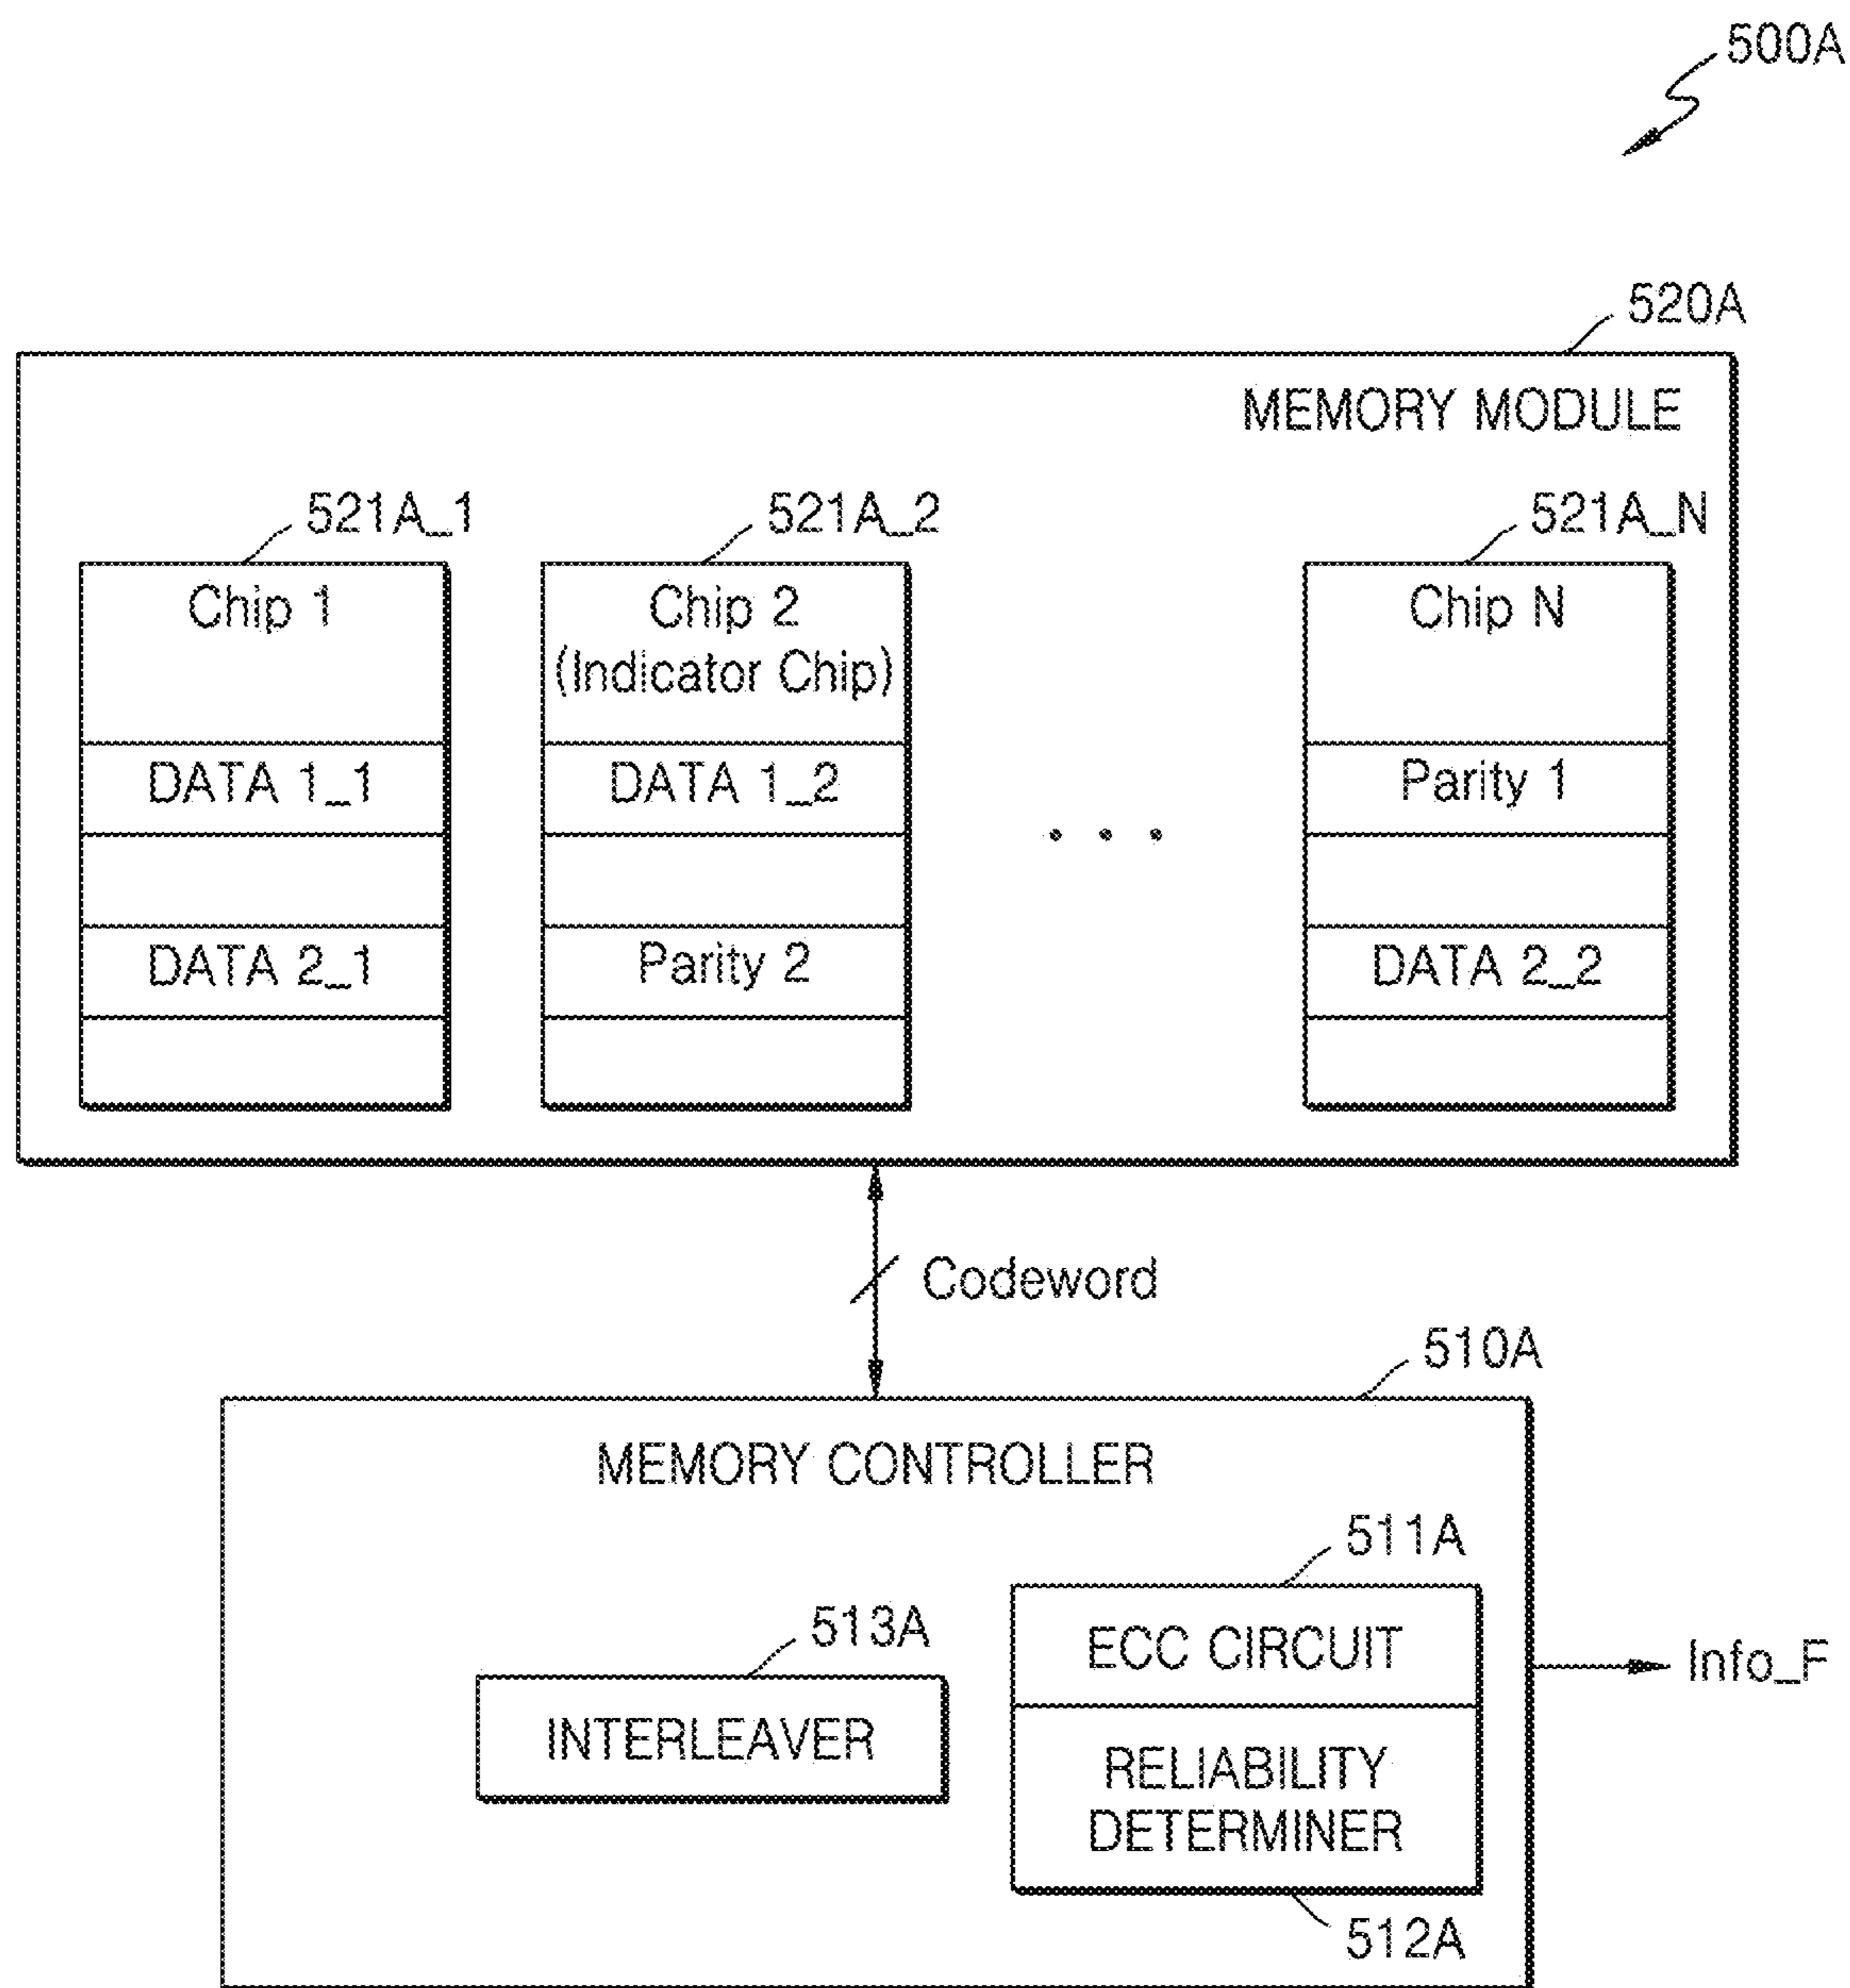 500A
520A
MEMORY MODULE
521A_1
521A_2
521A_N
Chip 1
Chip 2
(Indicator Chip)
Chip N
DATA 1_1
DATA 1_2
Parity 1
. . .
DATA 2_1
Parity 2
DATA 2_2
Codeword
510A
MEMORY CONTROLLER
511A
513A
ECC CIRCUIT
Info_F
INTERLEAVER
RELIABILITY
DETERMINER
512A